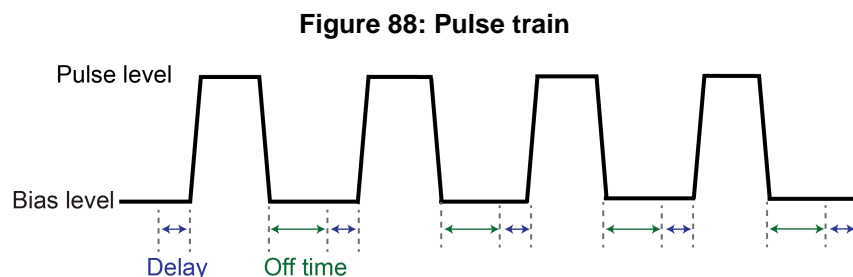 Figure 88: Pulse train
Pulse level
Bias level
Delay
Off time